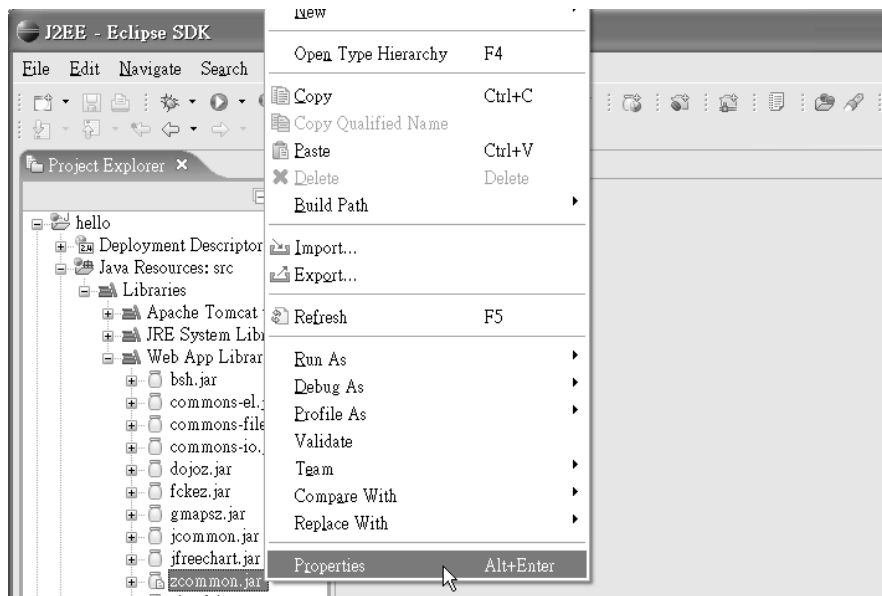 New
J2EE - Eclipse SDK
File Edit Navigate Search
Project Explorer
hello
2.4 Deployment Descriptor
Java Resources: src
Libraries
Apache Tomcat
JRE System
Web App
bsh.jar
commons-el.
commons-file
commons-io.
dojoz.jar
fckez.jar
gmapsz.jar
jcommon.jar
jfreechart.jar
zcommon.jar
Open Type Hierarchy F4
Copy Ctrl+C
Copy Qualified Name
Paste Ctrl+V
Delete Delete
Build Path
Import...
Export...
Refresh F5
Run As
Debug As
Profile As
Validate
Team
Compare With
Replace With
Properties Alt+Enter